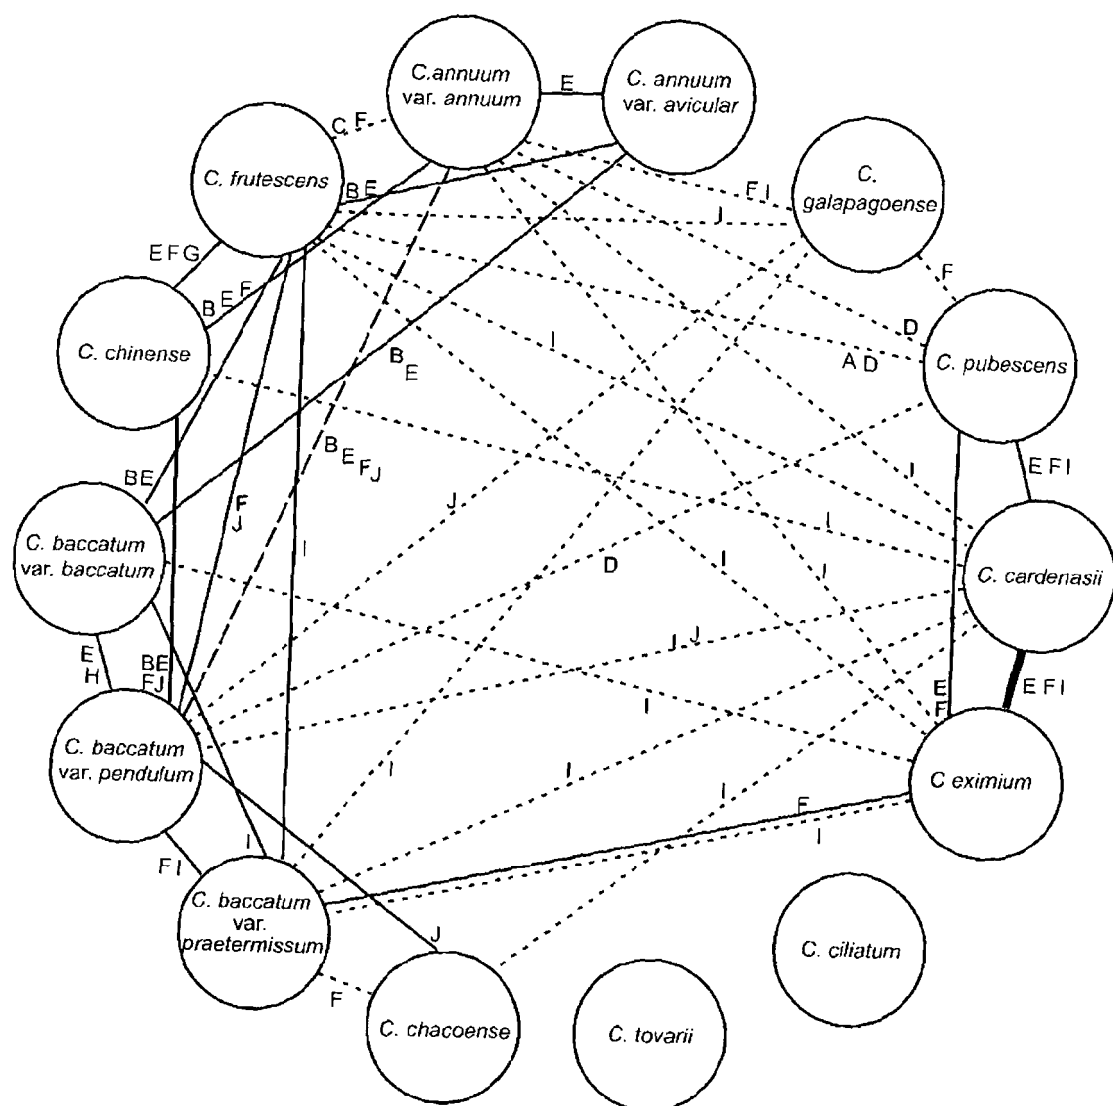 C.annuum
var. annuum
E
C. annuum
var. avicular
C F
C. frutescens
B E
F I
J
C.
galapagoense
F
E F G
B E F
C. chinense
I
D
A D
C. pubescens
B E
B E F J
BE
F
J
J
I
I
E F I
C. baccatum
var. baccatum
I
D
I
I
C. cardenasii
E
H
BE
FJ
J J
E
F
E F I
I
C. baccatum
var. pendulum
I
I
I
F
I
C eximium
F I
I
C. baccatum
var.
praetermissum
J
F
C. chacoense
C. tovarii
C. ciliatum